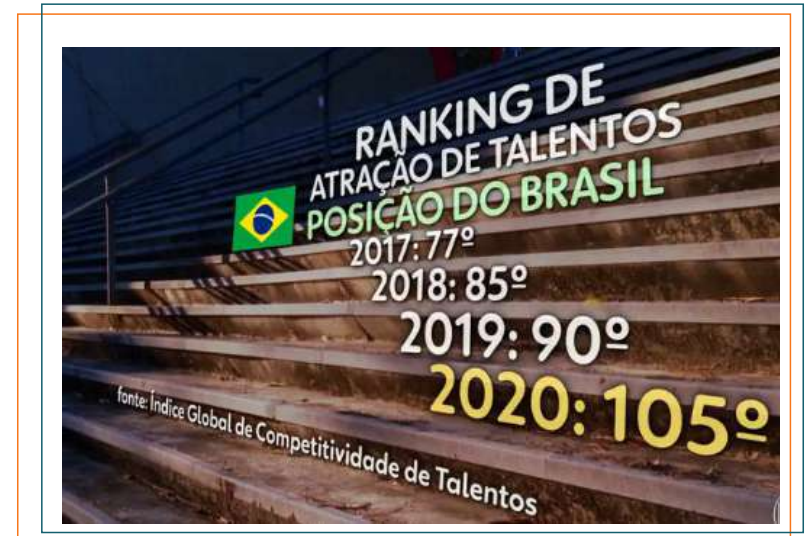 RANKING DE
ATRAÇÃO DE TALENTOS
POSIÇÃO DO BRASIL
2017: 77º
2018: 85º
2019: 90º
2020: 105º
fonte: Índice Global de Competitividade de Talentos